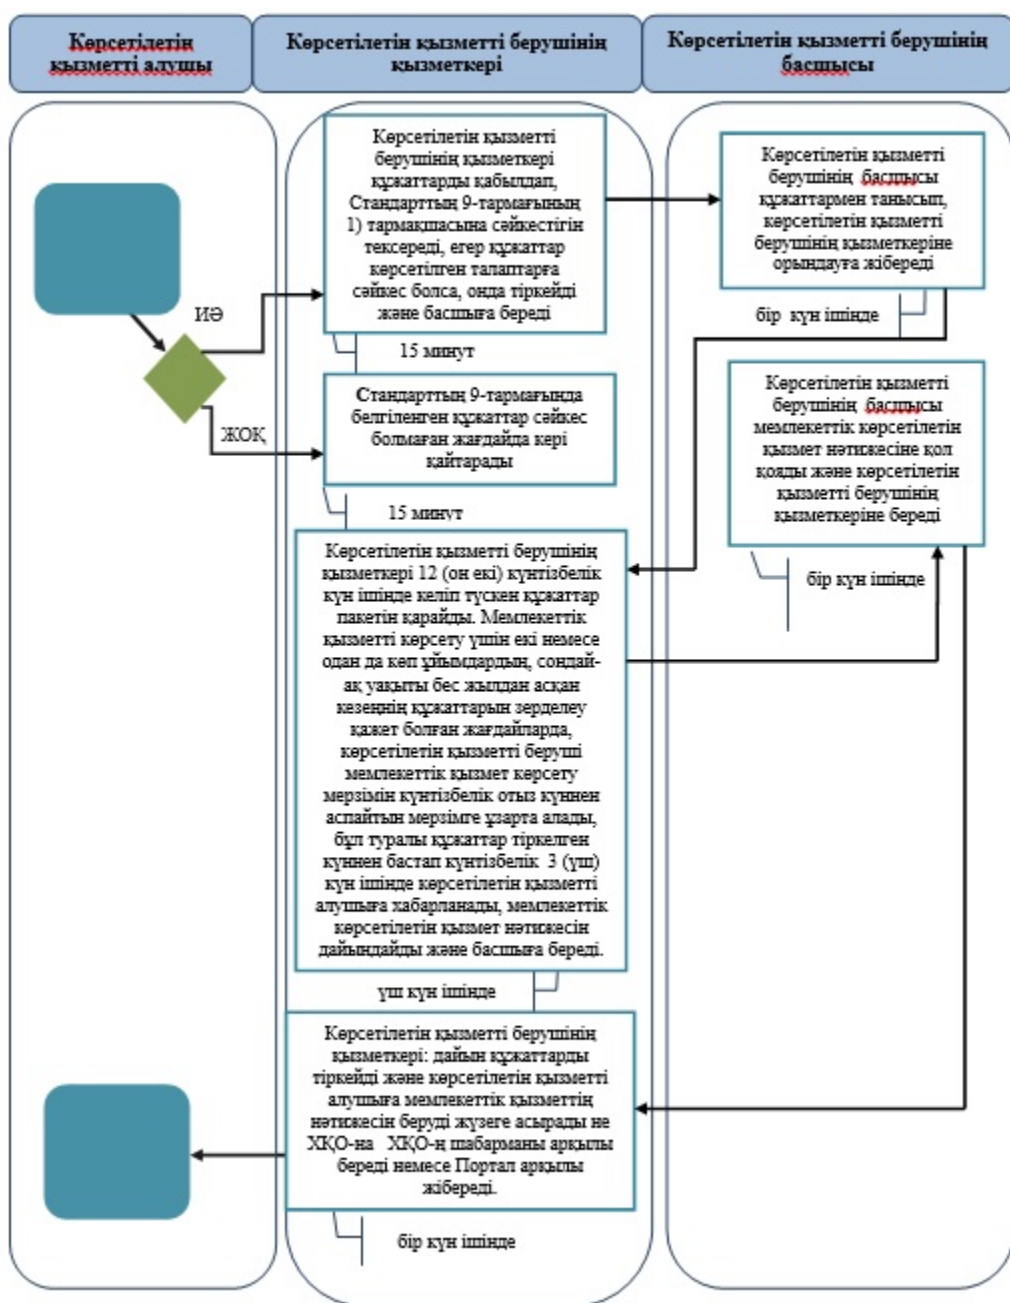 Көрсетілетін
қызметті алушы
Көрсетілетін қызметті берушінің
қызметкері
Көрсетілетін қызметті берушінің
басшысы
Көрсетілетін қызметті
берушінің қызметкері
құжаттарды қабылдап,
Стандарттың 9-тармағының
1) тармақшасына сәйкестігін
тексереді, егер құжаттар
көрсетілген талаптарға
сәйкес болса, онда тіркейді
және басшыға береді
15 минут
Көрсетілетін қызметті
берушінің басшысы
құжаттармен танысып,
көрсетілетін қызметті
берушінің қызметкеріне
орындауға жібереді
бір күн ішінде
ИӘ
ЖОҚ
Стандарттың 9-тармағында
белгіленген құжаттар сәйкес
болмаған жағдайда кері
қайтарады
15 минут
Көрсетілетін қызметті
берушінің басшысы
мемлекеттік көрсетілетін
қызмет нәтижесіне қол
қояды және көрсетілетін
қызметті берушінің
қызметкеріне береді
бір күн ішінде
Көрсетілетін қызметті берушінің
қызметкері 12 (он екі) күнтізбелік
күн ішінде келіп түскен құжаттар
пакетін қарайды. Мемлекеттік
қызметті көрсету үшін екі немесе
одан да көп ұйымдардың, сондай-
ақ уақыты бес жылдан асқан
кезеңнің құжаттарын зерделеу
қажет болған жағдайларда,
көрсетілетін қызметті беруші
мемлекеттік қызмет көрсету
мерзімін күнтізбелік отыз күннен
аспайтын мерзімге ұзарта алады,
бұл туралы құжаттар тіркелген
күннен бастап күнтізбелік 3 (үш)
күн ішінде көрсетілетін қызметті
алушыға хабарланады, мемлекеттік
көрсетілетін қызмет нәтижесін
дайындайды және басшыға береді.
үш күн ішінде
Көрсетілетін қызметті берушінің
қызметкері: дайын құжаттарды
тіркейді және көрсетілетін қызметті
алушыға мемлекеттік қызметтің
нәтижесін беруді жүзеге асырады не
ХҚО-на ХҚО-ң шабарманы арқылы
береді немесе Портал арқылы
жібереді.
бір күн ішінде